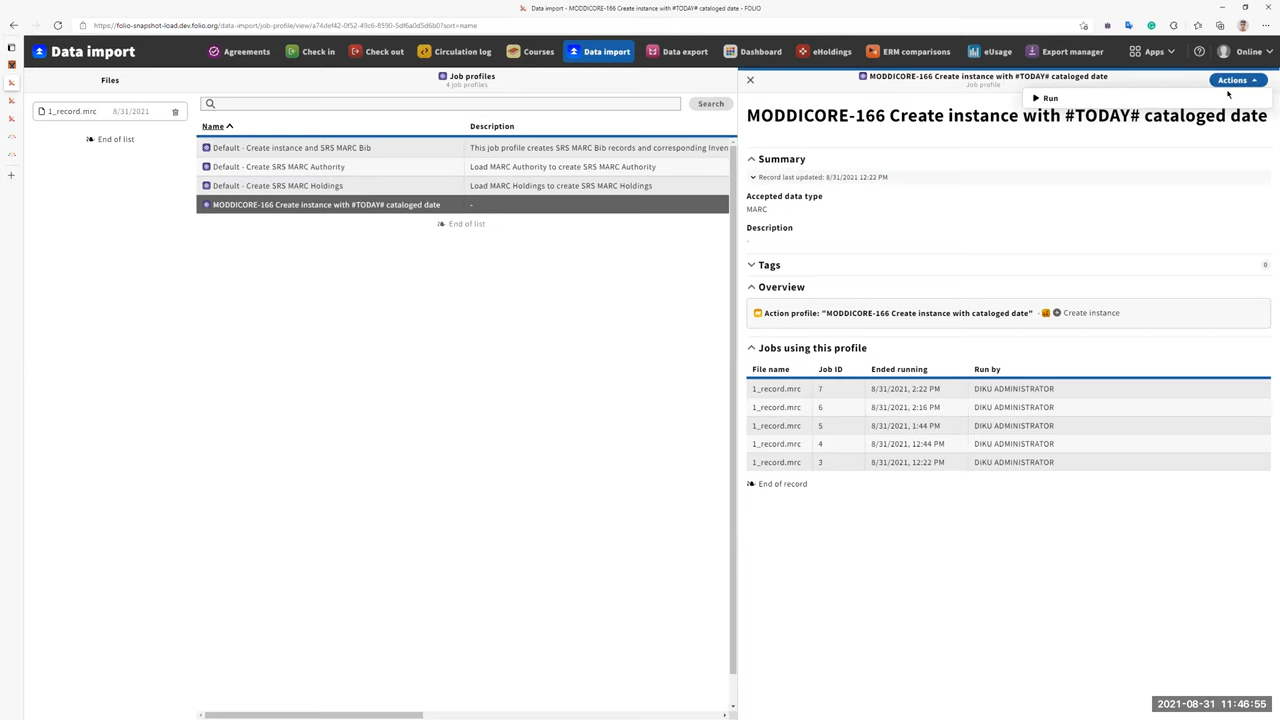 Data import - MODDICORE-166 Create instance with #TODAY# cataloged date - FOLIO
https://folio-snapshot-load.dev.folio.org/data-import/job-profile/view/a74def42-0f52-49c6-8590-5df6a0d5d6b0?sort=name
Data import
Agreements
Check in
Check out
Circulation log
Courses
Data import
Data export
Dashboard
eHoldings
ERM comparisons
eUsage
Export manager
Apps
Online
Files
1_record.mrc 8/31/2021
End of list
Job profiles
4 job profiles
Search
Name Description
Default - Create instance and SRS MARC Bib This job profile creates SRS MARC Bib records and corresponding Inven
Default - Create SRS MARC Authority Load MARC Authority to create SRS MARC Authority
Default - Create SRS MARC Holdings Load MARC Holdings to create SRS MARC Holdings
MODDICORE-166 Create instance with #TODAY# cataloged date -
End of list
MODDICORE-166 Create instance with #TODAY# cataloged date
Job profile
Actions
Run
MODDICORE-166 Create instance with #TODAY# cataloged date
Summary
Record last updated: 8/31/2021 12:22 PM
Accepted data type
MARC
Description
-
Tags 0
Overview
Action profile: "MODDICORE-166 Create instance with cataloged date" · Create instance
Jobs using this profile
File name Job ID Ended running Run by
1_record.mrc 7 8/31/2021, 2:22 PM DIKU ADMINISTRATOR
1_record.mrc 6 8/31/2021, 2:16 PM DIKU ADMINISTRATOR
1_record.mrc 5 8/31/2021, 1:44 PM DIKU ADMINISTRATOR
1_record.mrc 4 8/31/2021, 12:44 PM DIKU ADMINISTRATOR
1_record.mrc 3 8/31/2021, 12:22 PM DIKU ADMINISTRATOR
End of record
2021-08-31 11:46:55